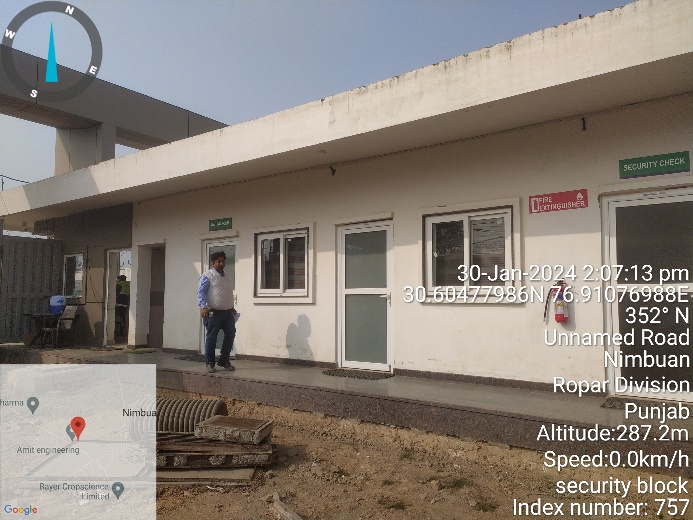 N
W
E
S
SECURITY CHECK
FIRE
EXTINGUISHER
30-Jan-2024 2:07:13 pm
30.60477986N 76.91076988E
352° N
Unnamed Road
Nimbuan
Ropar Division
Punjab
Altitude:287.2m
Speed:0.0km/h
security block
Index number: 757
harma
Nimbua
Amit engineering
Bayer Cropscience
Limited
Google